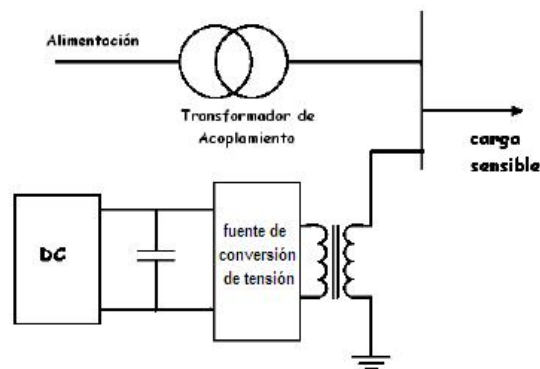 Alimentación
Transformador de
Acoplamiento
carga
sensible
DC
fuente de
conversión
de tensión